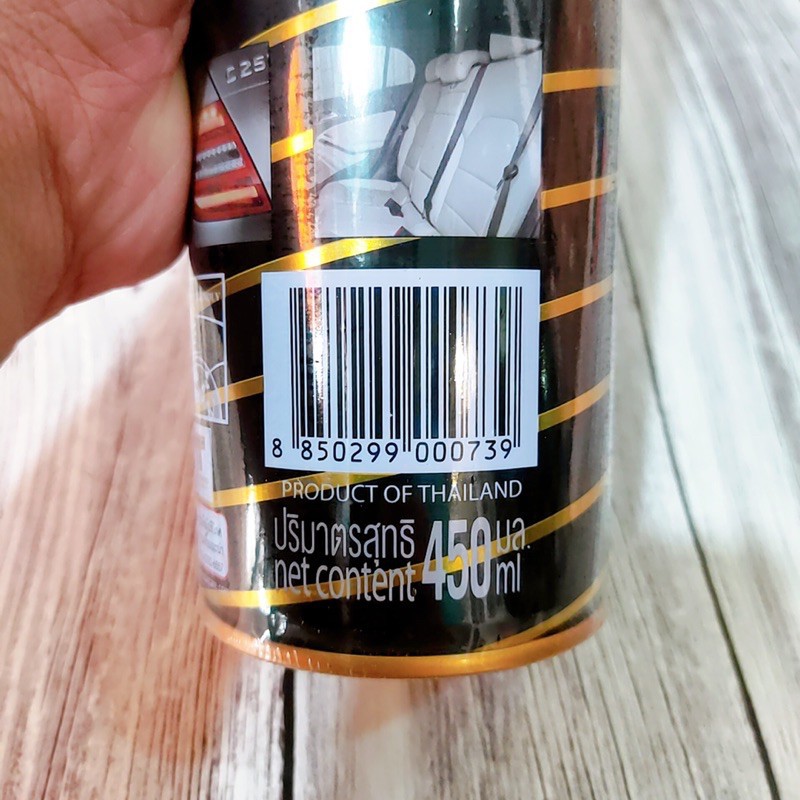 C 25
8 850299 000739
PRODUCT OF THAILAND
ปริมาตรสุทธิ 450 มล.
net content 450 ml